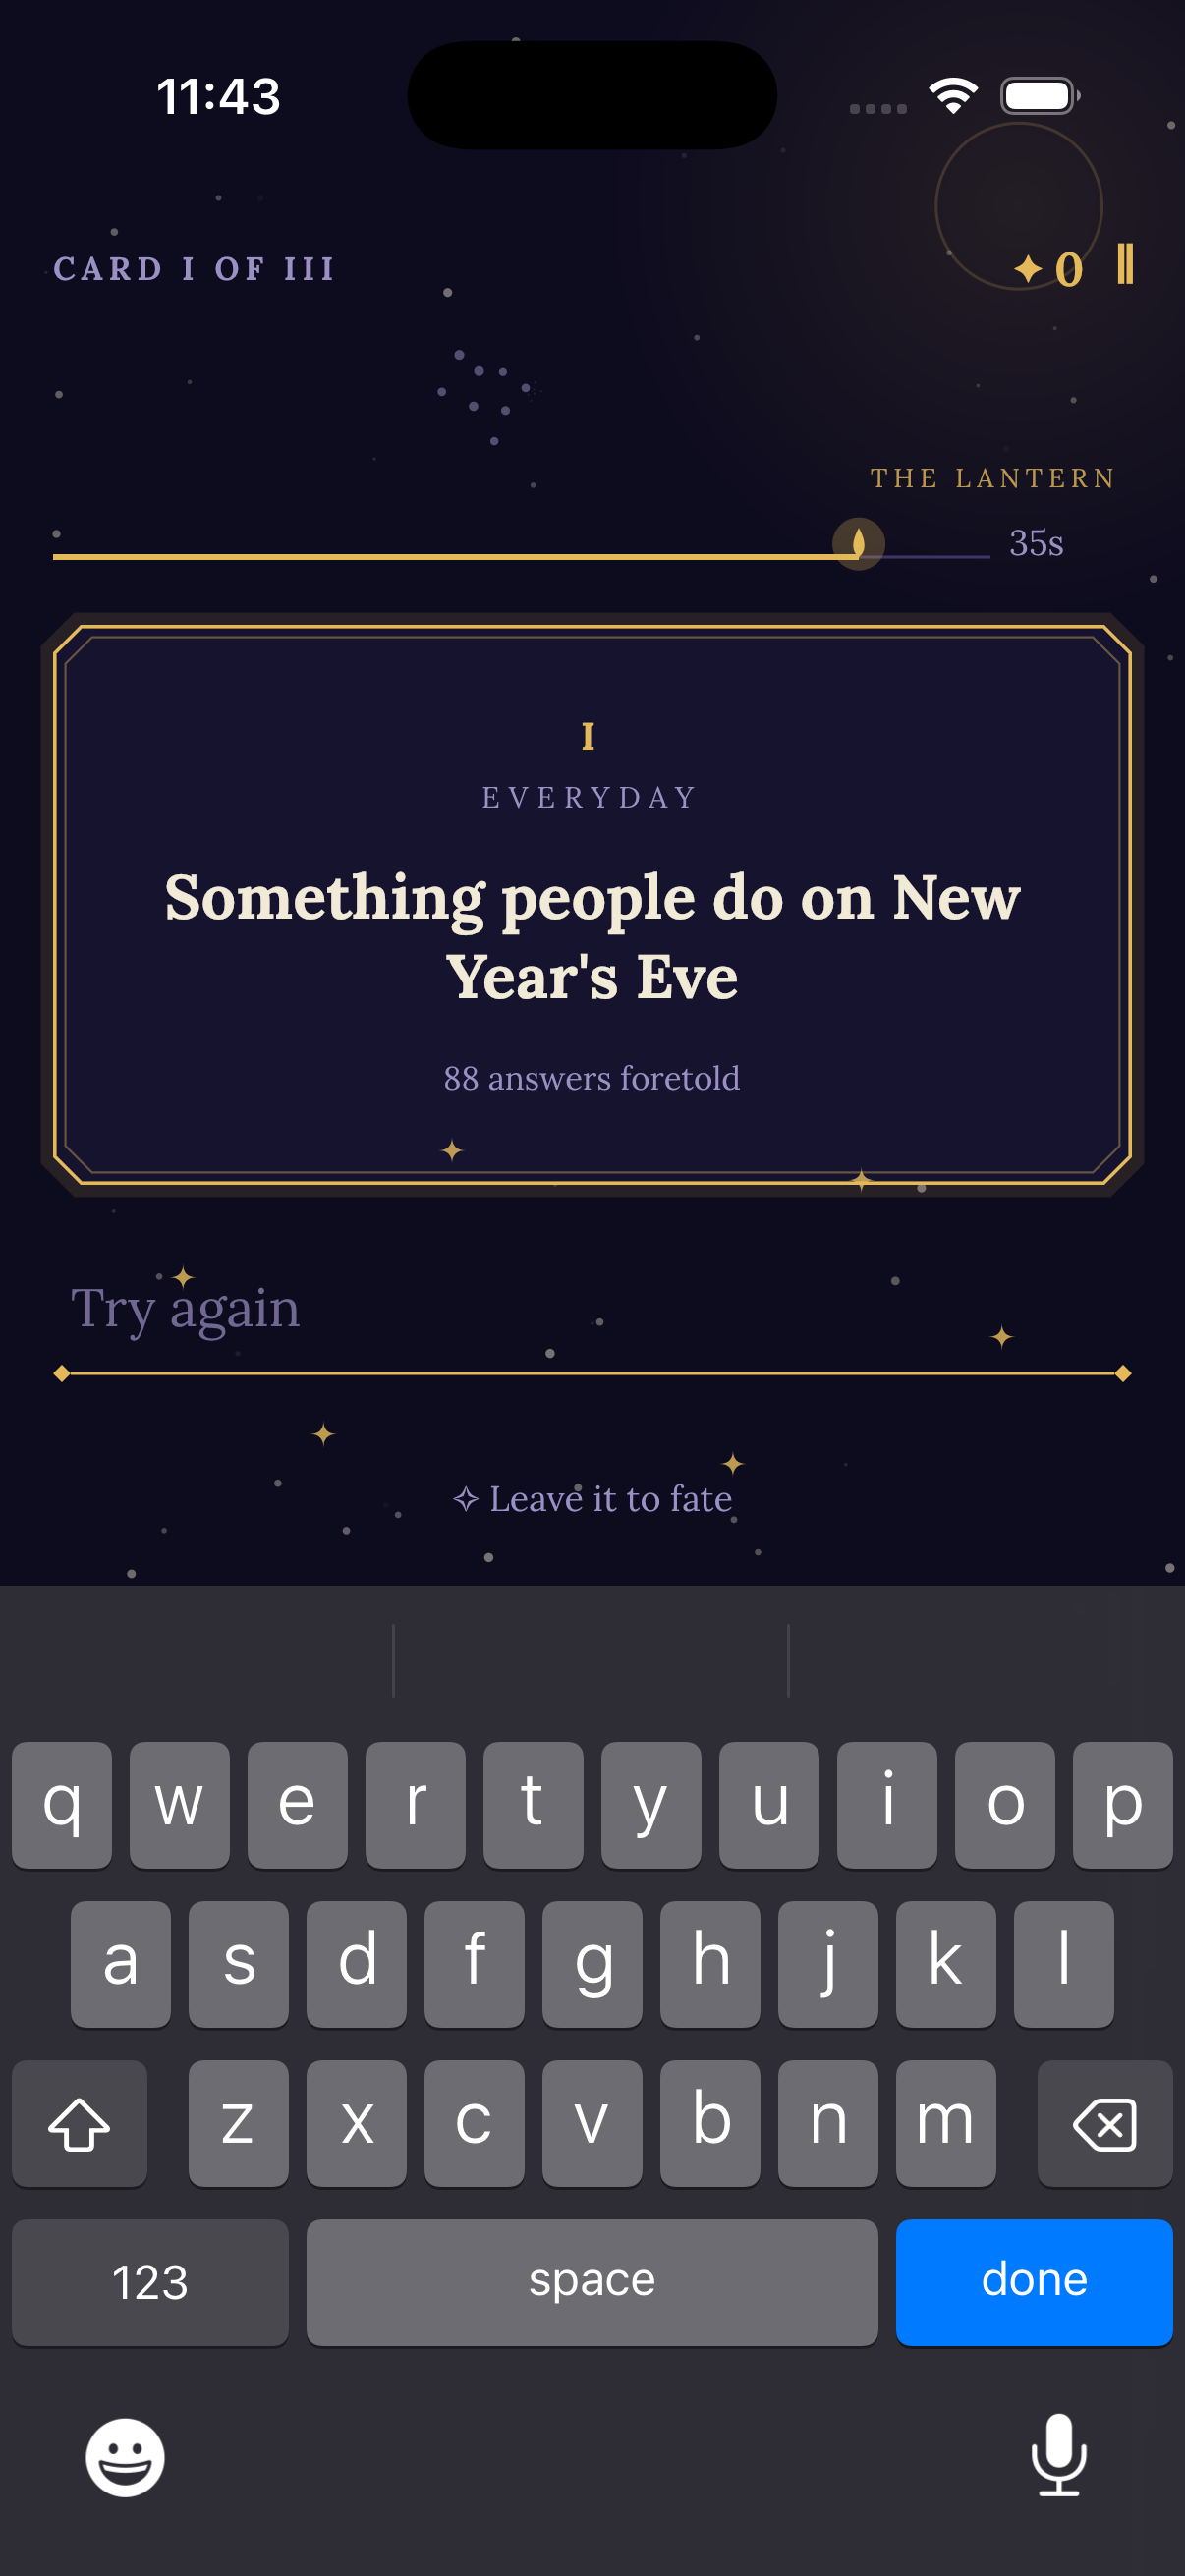 11:43
CARD I OF III
✦ 0
THE LANTERN
35s
I
EVERYDAY
Something people do on New
Year's Eve
88 answers foretold
Try again
✧ Leave it to fate
q w e r t y u i o p
a s d f g h j k l
z x c v b n m
123 space done